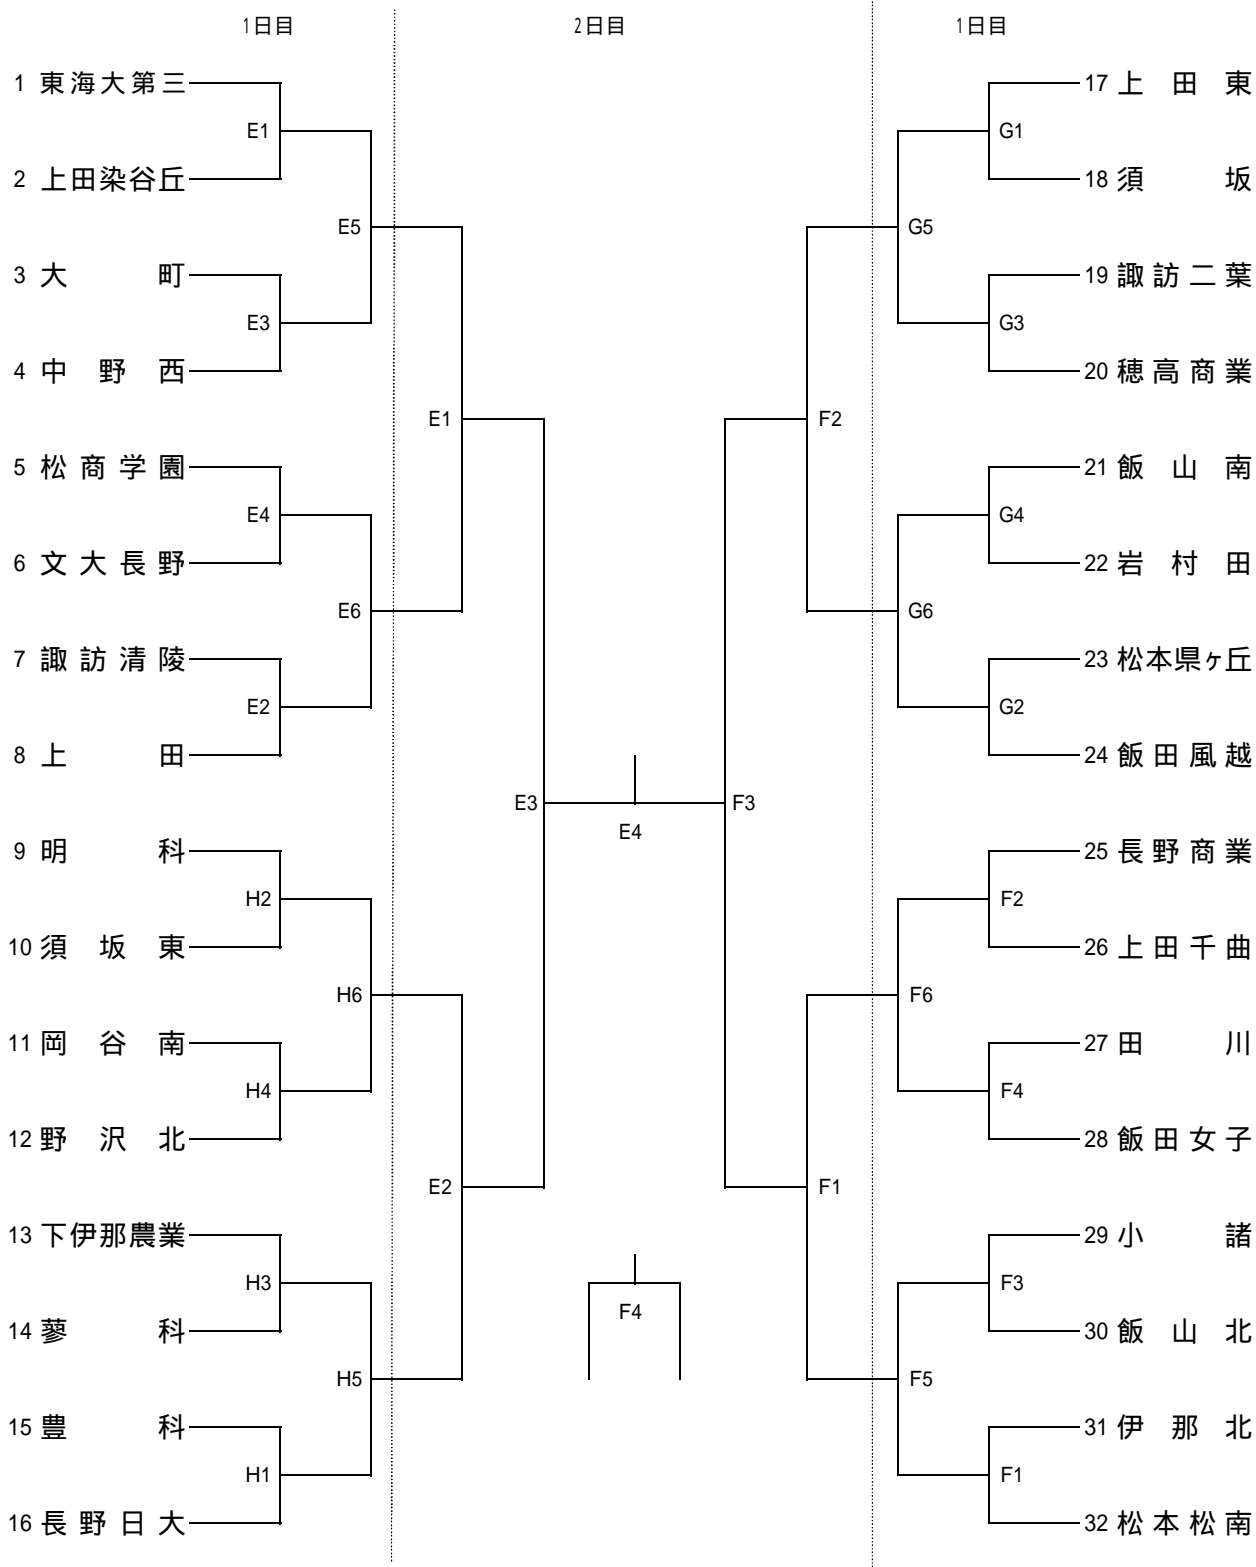 1日目 2日目 1日目
1 東海大第三
E1
2 上田染谷丘
E5
3 大町
E3
4 中野西
E1
5 松商学園
E4
6 文大長野
E6
7 諏訪清陵
E2
8 上田
E3
9 明科
H2
10 須坂東
H6
11 岡谷南
H4
12 野沢北
E2
13 下伊那農業
H3
14 蓼科
H5
15 豊科
H1
16 長野日大
E4
F4
17 上田東
G1
18 須坂
G5
19 諏訪二葉
G3
20 穂高商業
F2
21 飯山南
G4
22 岩村田
G6
23 松本県ヶ丘
G2
24 飯田風越
F3
25 長野商業
F2
26 上田千曲
F6
27 田川
F4
28 飯田女子
F1
29 小諸
F3
30 飯山北
F5
31 伊那北
F1
32 松本松南